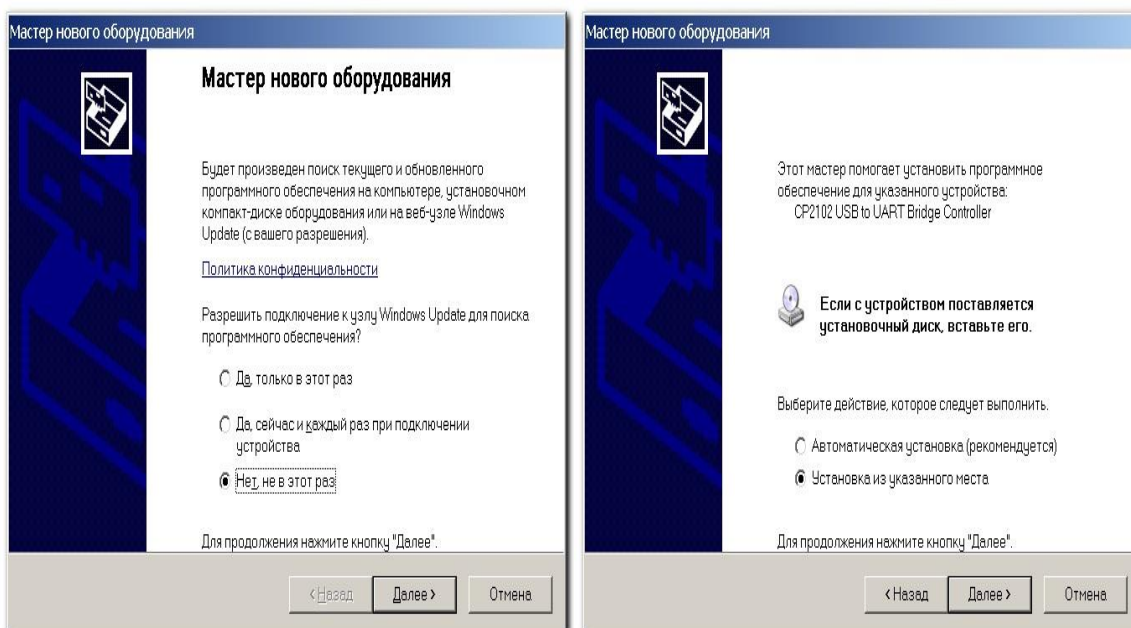 Мастер нового оборудования
Мастер нового оборудования
Будет произведен поиск текущего и обновленного
программного обеспечения на компьютере, установочном
компакт-диске оборудования или на веб-узле Windows
Update (с вашего разрешения).
Политика конфиденциальности
Разрешить подключение к узлу Windows Update для поиска
программного обеспечения?
Да, только в этот раз
Да, сейчас и каждый раз при подключении
устройства
Нет, не в этот раз
Для продолжения нажмите кнопку "Далее".
< Назад
Далее >
Отмена
Мастер нового оборудования
Этот мастер помогает установить программное
обеспечение для указанного устройства:
CP2102 USB to UART Bridge Controller
Если с устройством поставляется
установочный диск, вставьте его.
Выберите действие, которое следует выполнить.
Автоматическая установка (рекомендуется)
Установка из указанного места
Для продолжения нажмите кнопку "Далее".
< Назад
Далее >
Отмена